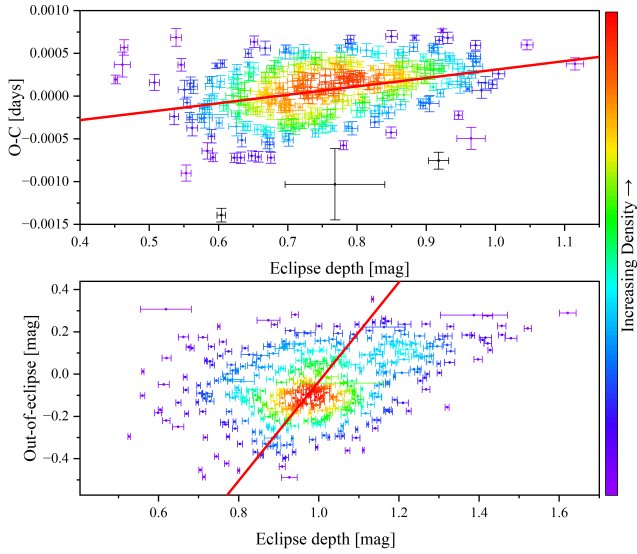 0.0010
0.0005
0.0000
−0.0005
−0.0010
−0.0015
O-C [days]
0.4 0.5 0.6 0.7 0.8 0.9 1.0 1.1
Eclipse depth [mag]
0.4
0.2
0.0
−0.2
−0.4
Out-of-eclipse [mag]
0.6 0.8 1.0 1.2 1.4 1.6
Eclipse depth [mag]
Increasing Density →